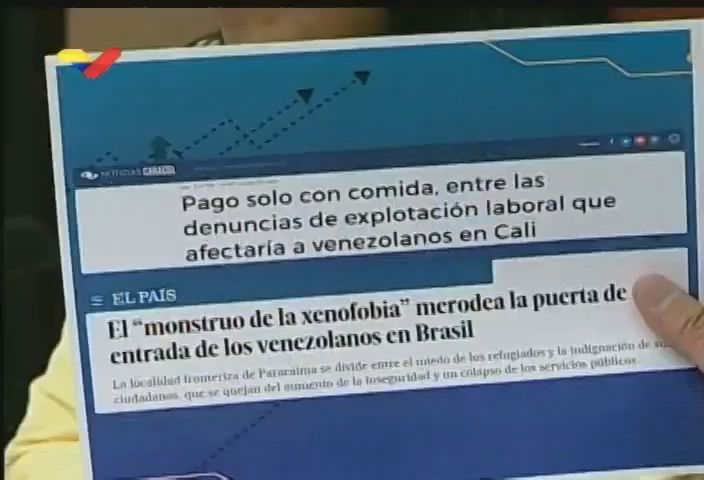 NOTICIAS CARACOL
Pago solo con comida, entre las
denuncias de explotación laboral que
afectaría a venezolanos en Cali
EL PAÍS
El “monstruo de la xenofobia” merodea la puerta de
entrada de los venezolanos en Brasil
La localidad fronteriza de Pacaraima se divide entre el miedo de los refugiados y la indignación de
ciudadanos, que se quejan del aumento de la inseguridad y un colapso de los servicios públicos